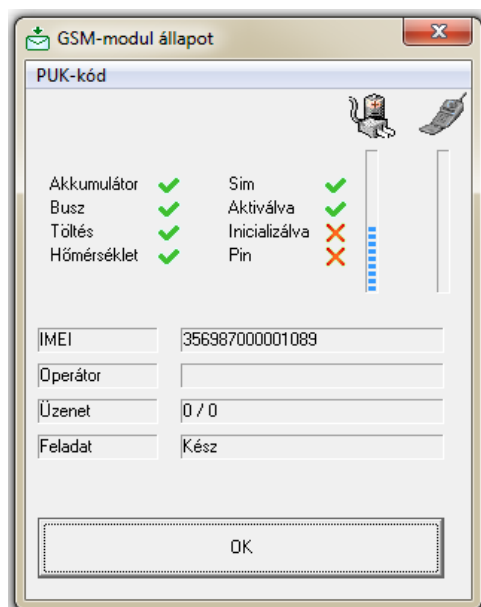 GSM-modul állapot
PUK-kód
Akkumulátor Sim
Busz Aktiválva
Töltés Inicializálva
Hőmérséklet Pin
IMEI 356987000001089
Operátor
Üzenet 0 / 0
Feladat Kész
OK